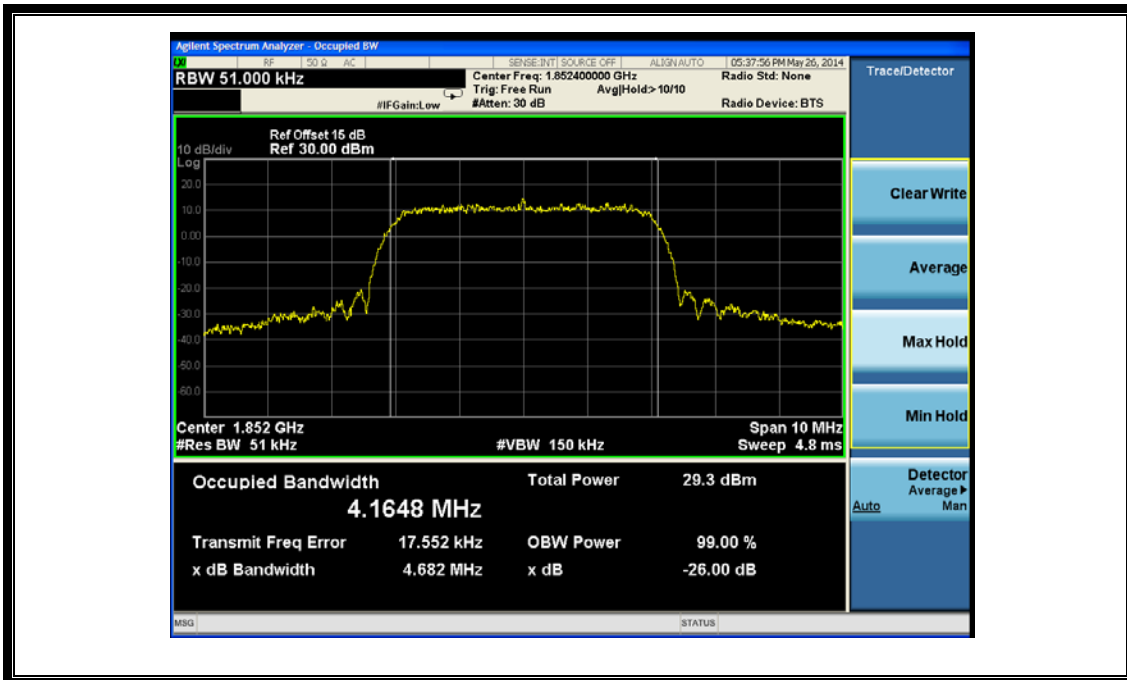 Agilent Spectrum Analyzer - Occupied BW
LXI RF 50 Ω AC SENSE:INT SOURCE OFF ALIGN AUTO 05:37:56 PM May 26, 2014
RBW 51.000 kHz
Center Freq: 1.852400000 GHz
Radio Std: None
Trig: Free Run
Avg|Hold:> 10/10
#IFGain:Low
#Atten: 30 dB
Radio Device: BTS
Ref Offset 15 dB
10 dB/div
Ref 30.00 dBm
Log
20.0
10.0
0.00
-10.0
-20.0
-30.0
-40.0
-50.0
-60.0
Center 1.852 GHz
Span 10 MHz
#Res BW 51 kHz
#VBW 150 kHz
Sweep 4.8 ms
Occupied Bandwidth
Total Power 29.3 dBm
4.1648 MHz
Transmit Freq Error 17.552 kHz OBW Power 99.00 %
x dB Bandwidth 4.682 MHz x dB -26.00 dB
MSG STATUS
Trace/Detector
Clear Write
Average
Max Hold
Min Hold
Detector
Average
Auto Man